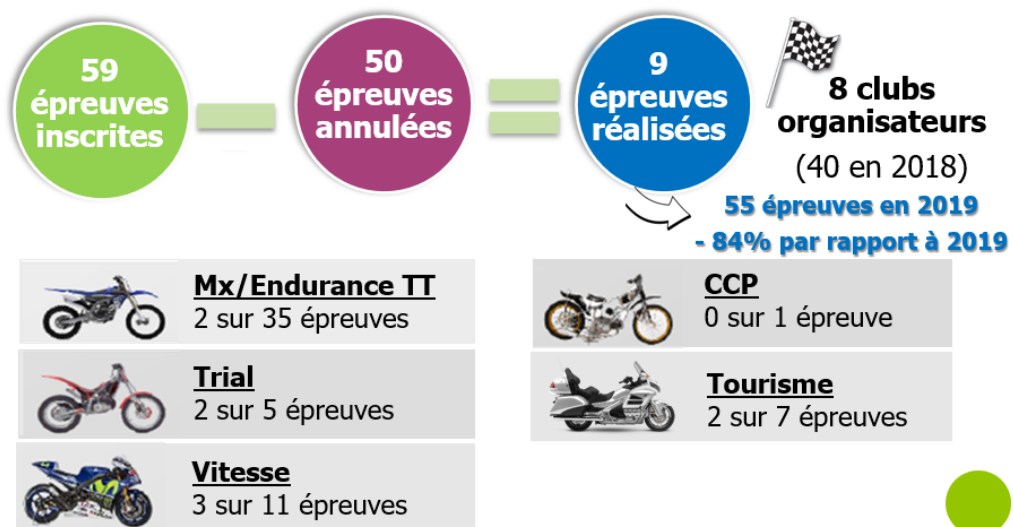 59
épreuves
inscrites
50
épreuves
annulées
9
épreuves
réalisées
8 clubs
organisateurs
(40 en 2018)
55 épreuves en 2019
- 84% par rapport à 2019
Mx/Endurance TT
2 sur 35 épreuves
Trial
2 sur 5 épreuves
Vitesse
3 sur 11 épreuves
CCP
0 sur 1 épreuve
Tourisme
2 sur 7 épreuves